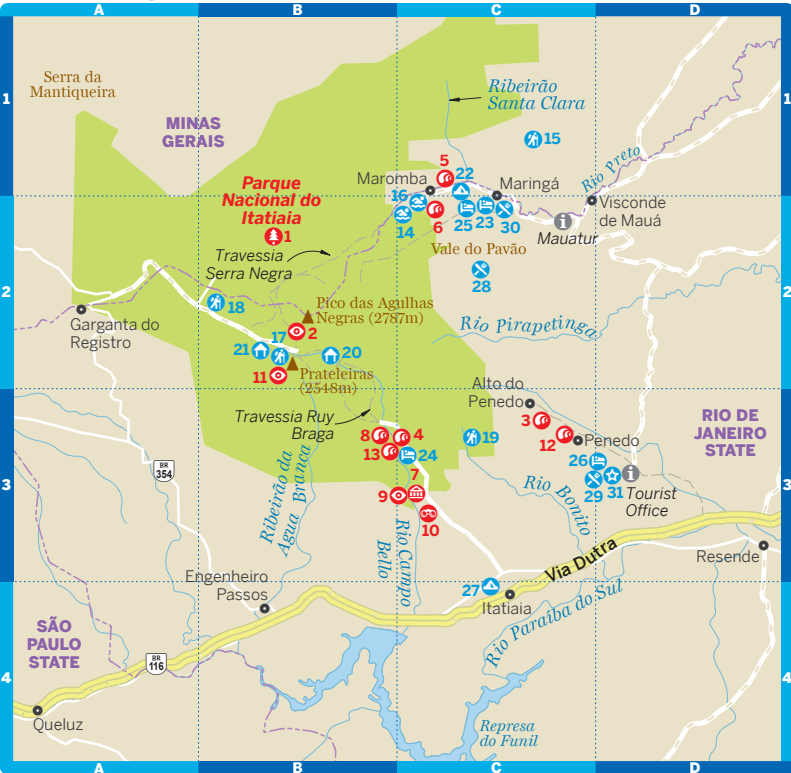 A
B
C
D
1
Serra da
Mantiqueira
MINAS
GERAIS
Ribeirão
Santa Clara
15
5
22
Maromba
Maringá
Rio Preto
Parque
Nacional do
Itatiaia
1
16
14
6
25
23
30
Visconde
de Mauá
Mauatur
Travessia
Serra Negra
Vale do Pavão
28
2
2
18
Garganta do
Registro
Pico das Agulhas
Negras (2787m)
2
17
21
20
11
Prateleiras
(2548m)
Rio Pirapetinga
Alto do
Penedo
Travessia Ruy
Braga
3
12
Penedo
RIO DE
JANEIRO
STATE
8
4
13
24
19
7
9
10
26
29
31
Tourist
Office
BR
354
Ribeirão da
Agua Branca
Rio Bonito
3
3
Rio Campo
Bello
Via Dutra
Resende
Engenheiro
Passos
27
Itatiaia
Rio Paraíba do Sul
SÃO
PAULO
STATE
BR
116
4
4
Queluz
Represa
do Funil
A
B
C
D
1